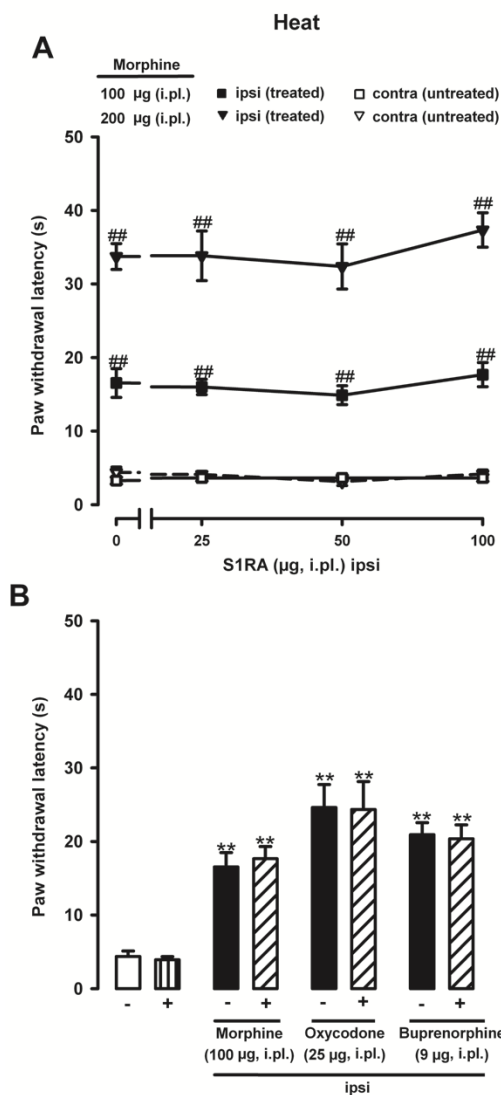 Heat
A
Morphine
100 µg (i.pl.) ipsi (treated) contra (untreated)
200 µg (i.pl.) ipsi (treated) contra (untreated)
50
40
30
20
10
0
Paw withdrawal latency (s)
## ## ## ##
## ## ## ##
0 25 50 100
S1RA (µg, i.pl.) ipsi
B
50
40
30
20
10
0
Paw withdrawal latency (s)
** ** ** ** ** **
- + - + - + - +
Morphine Oxycodone Buprenorphine
(100 µg, i.pl.) (25 µg, i.pl.) (9 µg, i.pl.)
ipsi